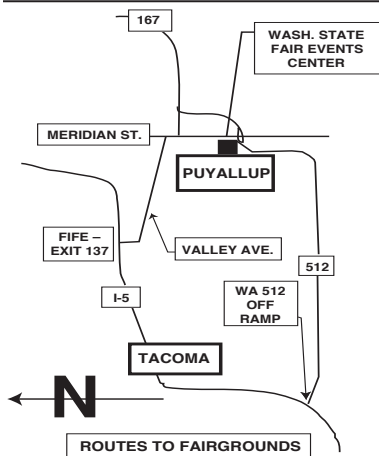 167
WASH. STATE
FAIR EVENTS
CENTER
MERIDIAN ST.
PUYALLUP
FIFE –
EXIT 137
VALLEY AVE.
512
I-5
WA 512
OFF
RAMP
TACOMA
N
ROUTES TO FAIRGROUNDS